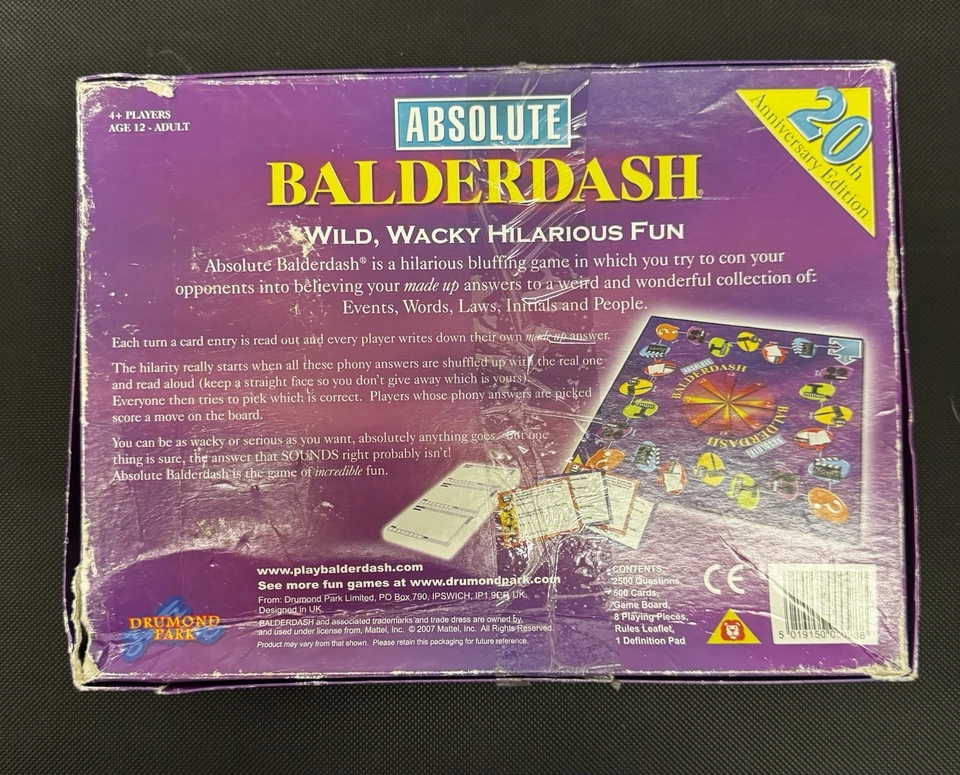 4+ PLAYERS
AGE 12 - ADULT
ABSOLUTE
BALDERDASH®
20th
Anniversary Edition
WILD, WACKY HILARIOUS FUN
Absolute Balderdash® is a hilarious bluffing game in which you try to con your
opponents into believing your made up answers to a weird and wonderful collection of:
Events, Words, Laws, Initials and People.
Each turn a card entry is read out and every player writes down their own made up answer.
The hilarity really starts when all these phony answers are shuffled up with the real one
and read aloud (keep a straight face so you don't give away which is yours).
Everyone then tries to pick which is correct. Players whose phony answers are picked
score a move on the board.
You can be as wacky or serious as you want, absolutely anything goes - but one
thing is sure, the answer that SOUNDS right probably isn't!
Absolute Balderdash is the game of incredible fun.
ABSOLUTE
BALDERDASH
ABSOLUTE
BALDERDASH
www.playbalderdash.com
See more fun games at www.drumondpark.com
From: Drumond Park Limited, PO Box 790, IPSWICH, IP1 UK.
Designed in UK.
BALDERDASH and associated trademarks and trade dress are owned by,
and used under license from, Mattel, Inc. © 2007 Mattel, Inc. All Rights Reserved.
Product may vary from that shown. Please retain this packaging for future reference.
DRUMOND
PARK
CONTENTS:
2500 Questions,
500 Cards,
Game Board,
8 Playing Pieces,
Rules Leaflet,
1 Definition Pad
CE